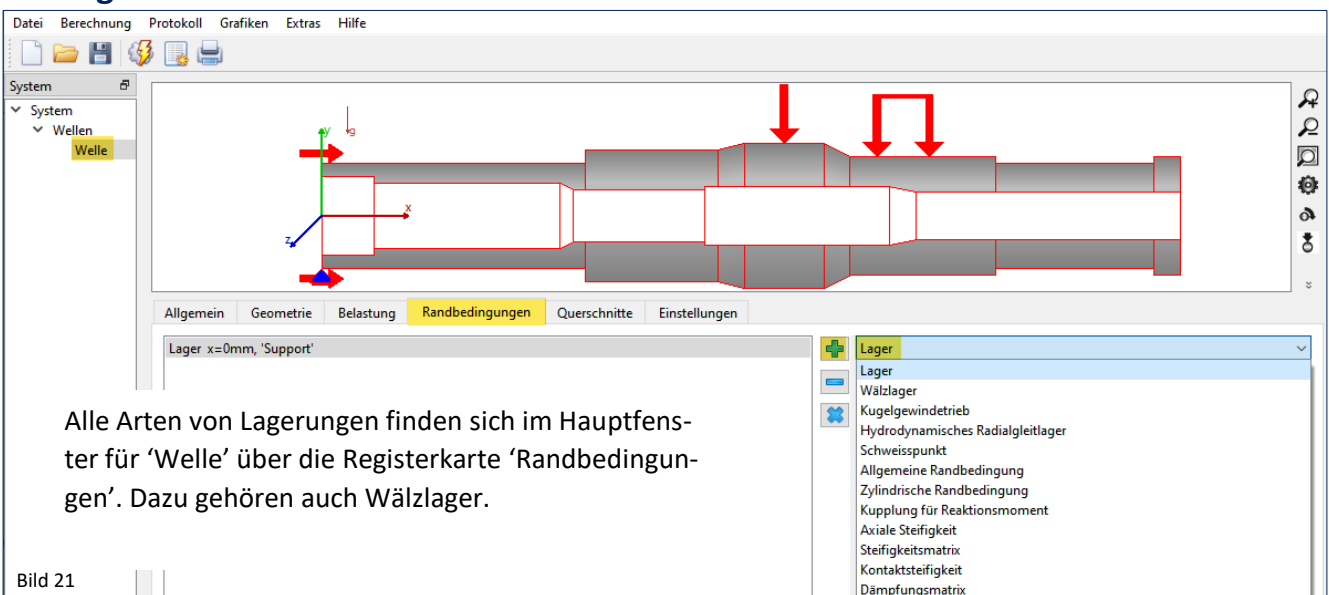 Datei Berechnung Protokoll Grafiken Extras Hilfe
System
System
Wellen
Welle
y
g
x
z
Allgemein Geometrie Belastung Randbedingungen Querschnitte Einstellungen
Lager x=0mm, 'Support'
Lager
Lager
Wälzlager
Kugelgewindetrieb
Hydrodynamisches Radialgleitlager
Schweisspunkt
Allgemeine Randbedingung
Zylindrische Randbedingung
Kupplung für Reaktionsmoment
Axiale Steifigkeit
Steifigkeitsmatrix
Kontaktsteifigkeit
Dämpfungsmatrix
Alle Arten von Lagerungen finden sich im Hauptfens-
ter für ‘Welle’ über die Registerkarte ‘Randbedingun-
gen’. Dazu gehören auch Wälzlager.
Bild 21